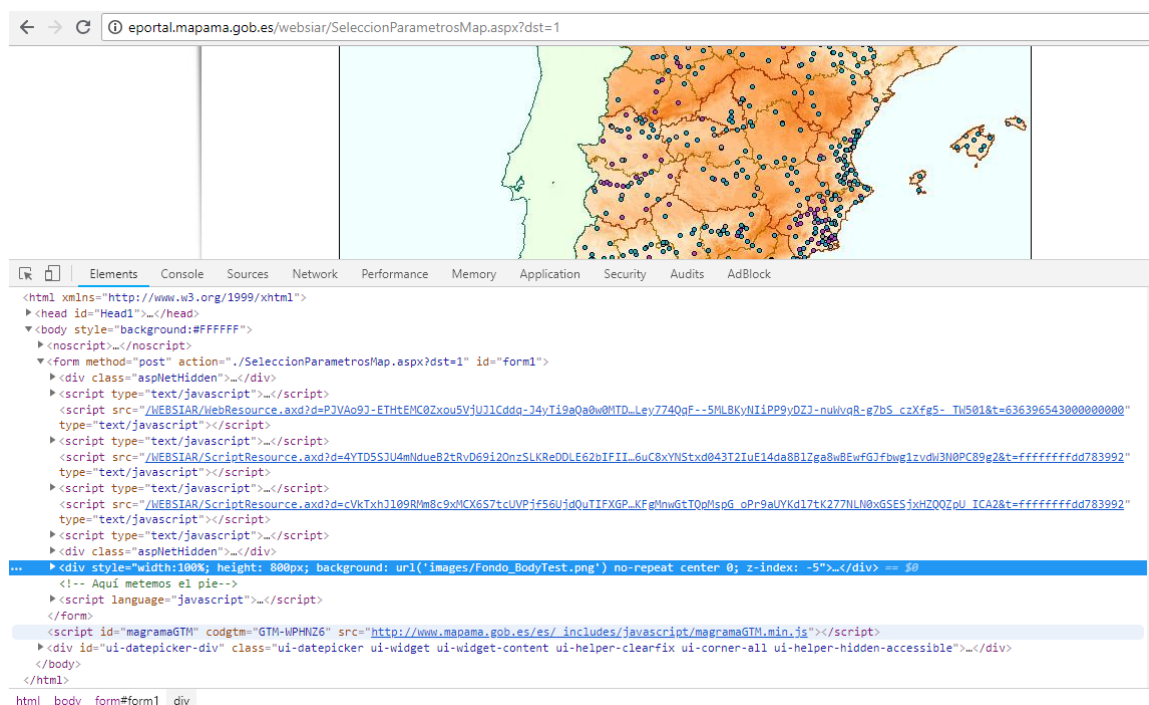 eportal.mapama.gob.es/websiar/SeleccionParametrosMap.aspx?dst=1
Elements Console Sources Network Performance Memory Application Security Audits AdBlock
<html xmlns="http://www.w3.org/1999/xhtml">
<head id="Head1">…</head>
<body style="background:#FFFFFF">
<noscript>…</noscript>
<form method="post" action="./SeleccionParametrosMap.aspx?dst=1" id="form1">
<div class="aspNetHidden">…</div>
<script type="text/javascript">…</script>
<script src="/WEBSIAR/WebResource.axd?d=PJVAo9J-ETHtEMC0Zxou5VjUJlCddq-J4yTi9aQa0w0MTD…Ley774QqF--5MLBKyNIiPP9yDZJ-nuWvqR-g7bS_czXfg5-_TW501&t=636396543000000000"
type="text/javascript"></script>
<script type="text/javascript">…</script>
<script src="/WEBSIAR/ScriptResource.axd?d=4YTD5SJU4mNdueB2tRvD69i2OnzSLKReDDLE62bIFII…6uC8xYNStxd043T2IuE14da8BlZga8wBEwfGJfbwg1zvdW3N0PC89g2&t=ffffffffdd783992"
type="text/javascript"></script>
<script type="text/javascript">…</script>
<script src="/WEBSIAR/ScriptResource.axd?d=cVkTxhJl09RMm8c9xMCX6S7tcUVPjf56UjdQuTIFXGP…KFgMnwGtTQpMspG_oPr9aUYKdl7tK277NLN0xGSESjxHZQQZpU_ICA2&t=ffffffffdd783992"
type="text/javascript"></script>
<script type="text/javascript">…</script>
<div class="aspNetHidden">…</div>
... <div style="width:100%; height: 800px; background: url('images/Fondo_BodyTest.png') no-repeat center 0; z-index: -5">…</div> == $0
<!-- Aquí metemos el pie-->
<script language="javascript">…</script>
</form>
<script id="magramaGTM" codgtm="GTM-WPHNZ6" src="http://www.mapama.gob.es/es/_includes/javascript/magramaGTM.min.js"></script>
<div id="ui-datepicker-div" class="ui-datepicker ui-widget ui-widget-content ui-helper-clearfix ui-corner-all ui-helper-hidden-accessible">…</div>
</body>
</html>
html body form#form1 div